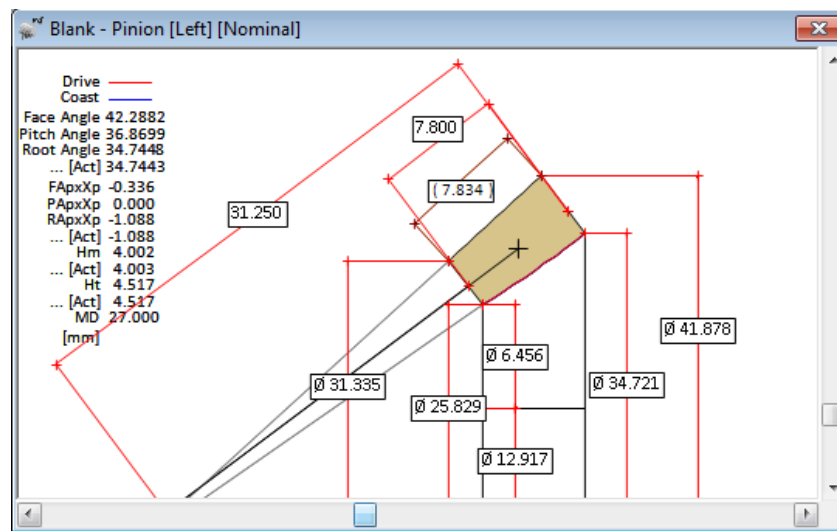 Blank - Pinion [Left] [Nominal]
Drive
Coast
Face Angle 42.2882
Pitch Angle 36.8699
Root Angle 34.7448
... [Act] 34.7443
FApxXp -0.336
PApxXp 0.000
RApxXp -1.088
... [Act] -1.088
Hm 4.002
... [Act] 4.003
Ht 4.517
... [Act] 4.517
MD 27.000
[mm]
7.800
( 7.834 )
31.250
Ø 41.878
Ø 6.456
Ø 34.721
Ø 31.335
Ø 25.829
Ø 12.917